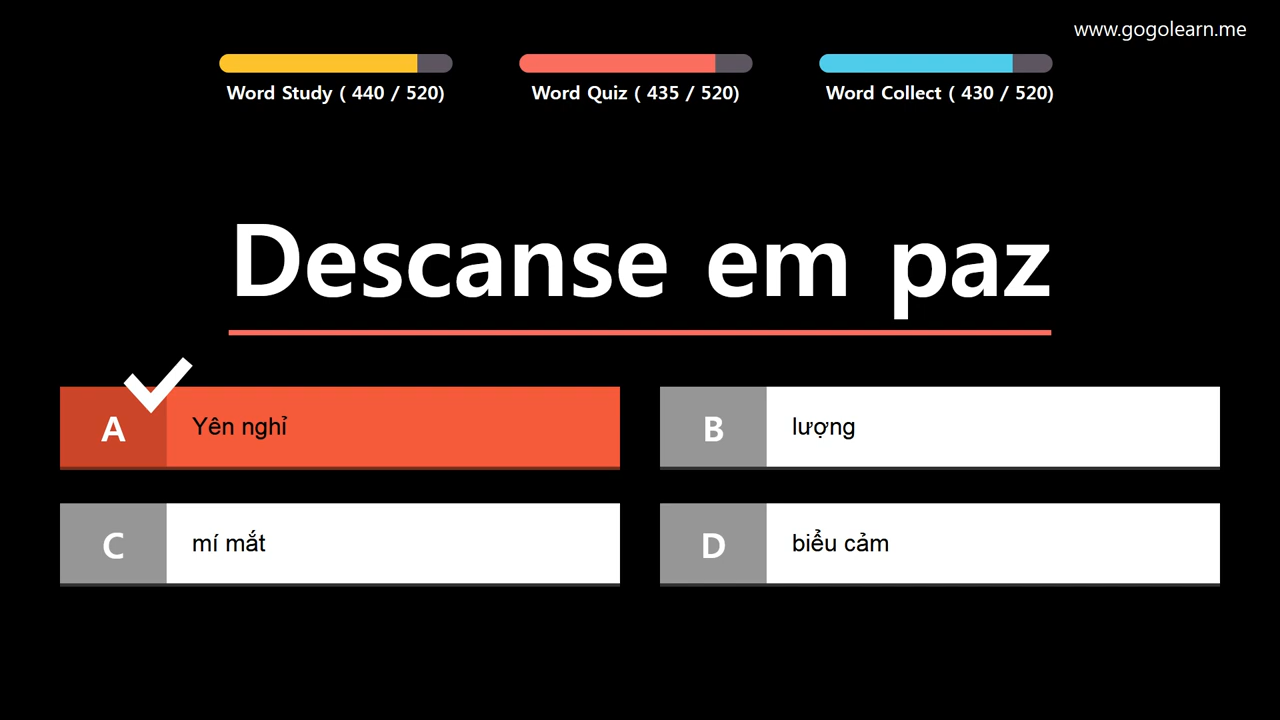 www.gogolearn.me
Word Study ( 440 / 520)
Word Quiz ( 435 / 520)
Word Collect ( 430 / 520)
Descanse em paz
A
Yên nghỉ
B
lượng
C
mí mắt
D
biểu cảm